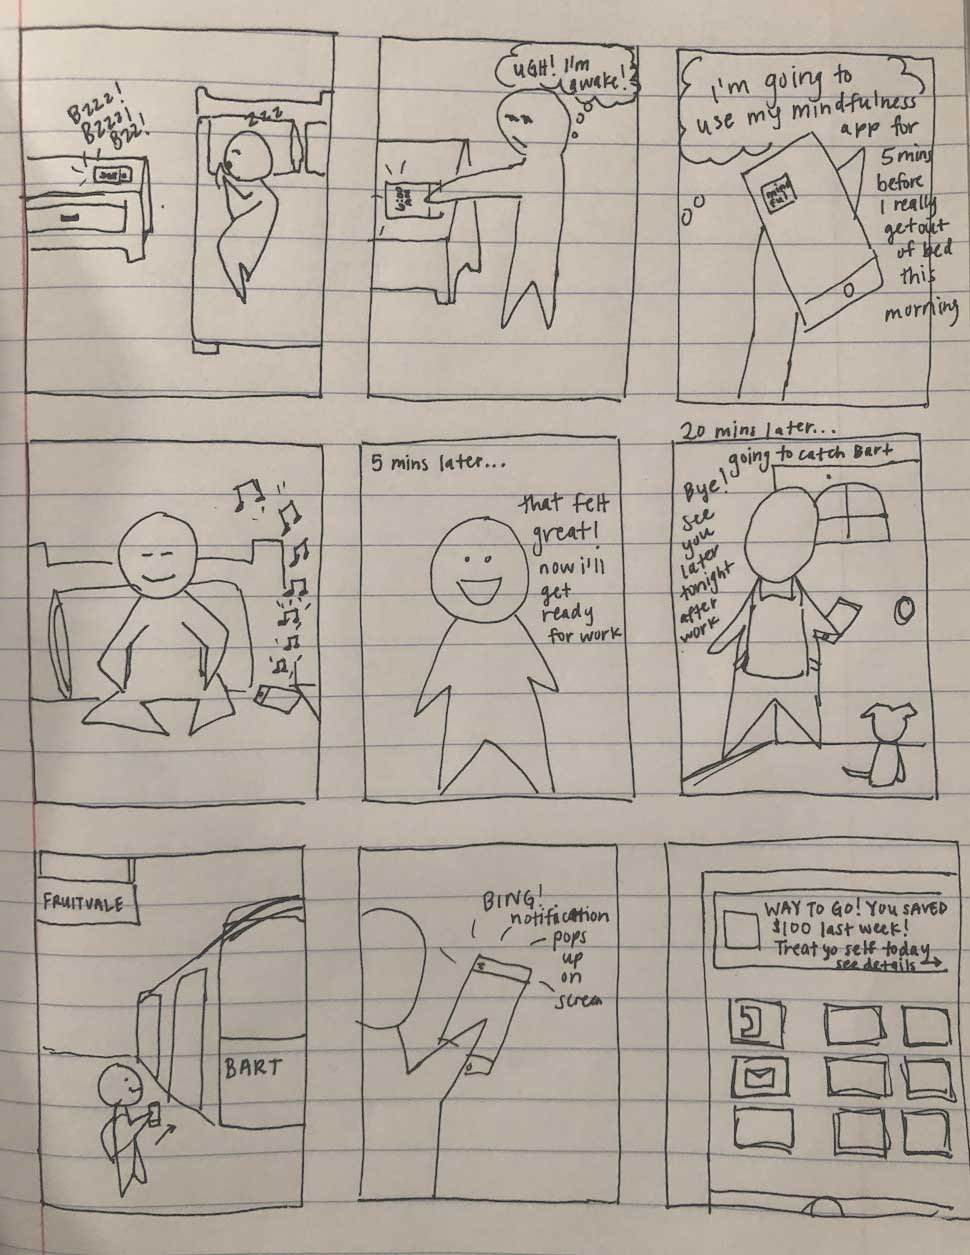 Bzzz!
Bzzz!
Bzz!
zzz
UGH! I'm
awake!
I'm going to
use my mindfulness
app for
5 mins
before
I really
get out
of bed
this
morning
mind
ful
5 mins later...
that felt
great!
now i'll
get
ready
for work
20 mins later...
going to catch Bart
Bye!
see
you
later
tonight
after
work
FRUITVALE
BART
BING!
notification
pops
up
on
screen
WAY TO GO! YOU SAVED
$100 last week!
Treat yo self today
see details →